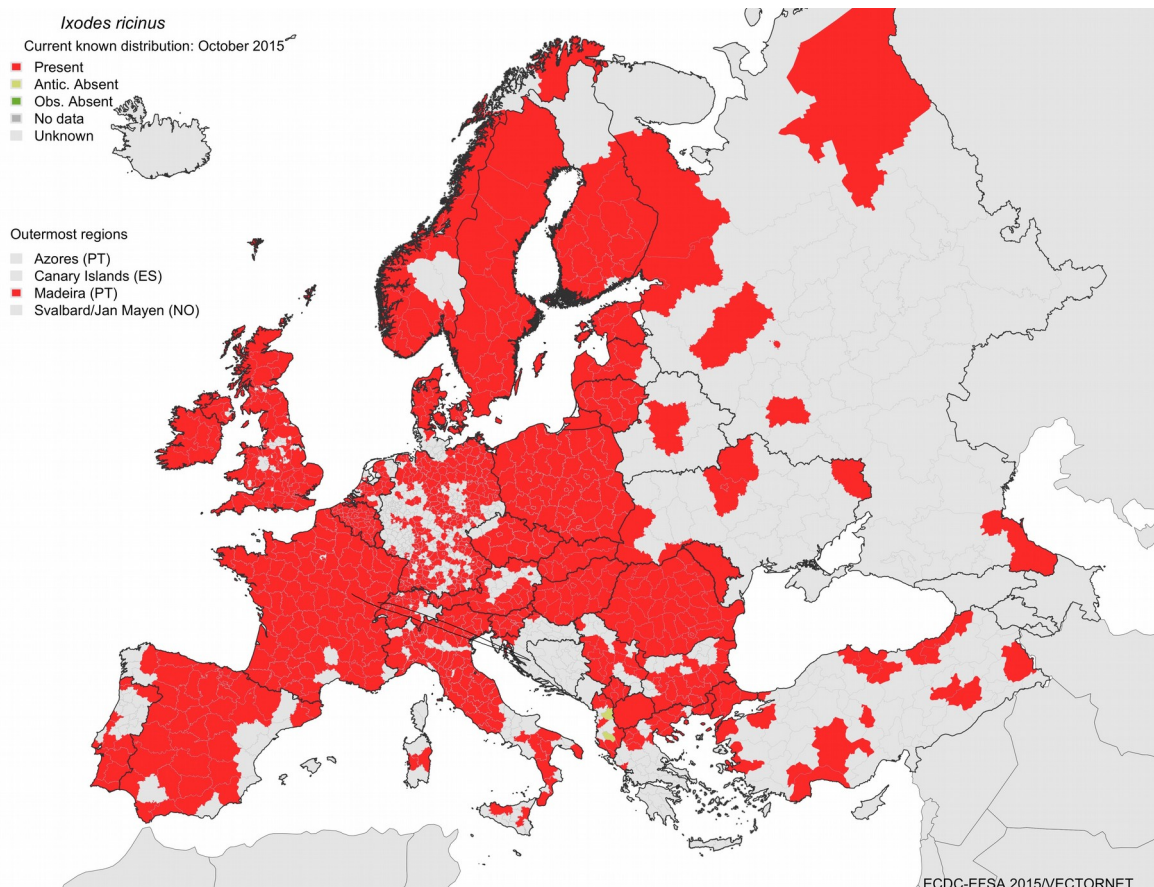 Ixodes ricinus
Current known distribution: October 2015
Present
Antic. Absent
Obs. Absent
No data
Unknown
Outermost regions
Azores (PT)
Canary Islands (ES)
Madeira (PT)
Svalbard/Jan Mayen (NO)
ECDC-EFSA 2015/VECTORNET